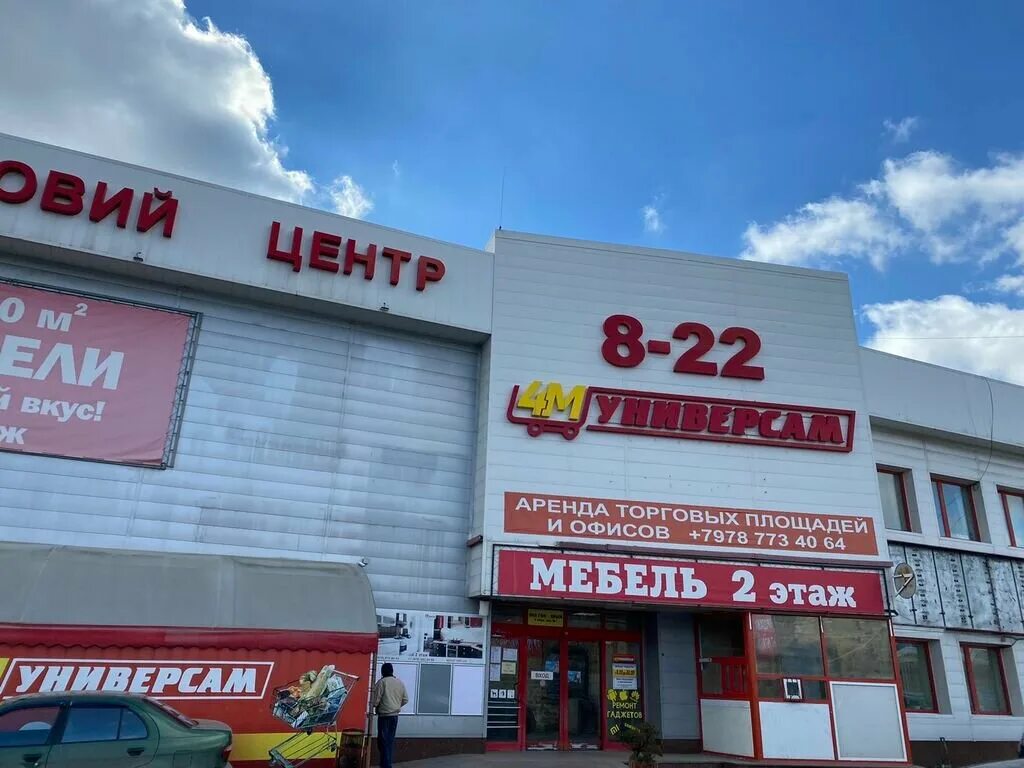 ОВИЙ ЦЕНТР
0 м²
ЕЛИ
й вкус!
ж
8-22
4М УНИВЕРСАМ
АРЕНДА ТОРГОВЫХ ПЛОЩАДЕЙ
И ОФИСОВ +7978 773 40 64
МЕБЕЛЬ 2 этаж
УНИВЕРСАМ
ВХОД
РЕМОНТ
ГАДЖЕТОВ